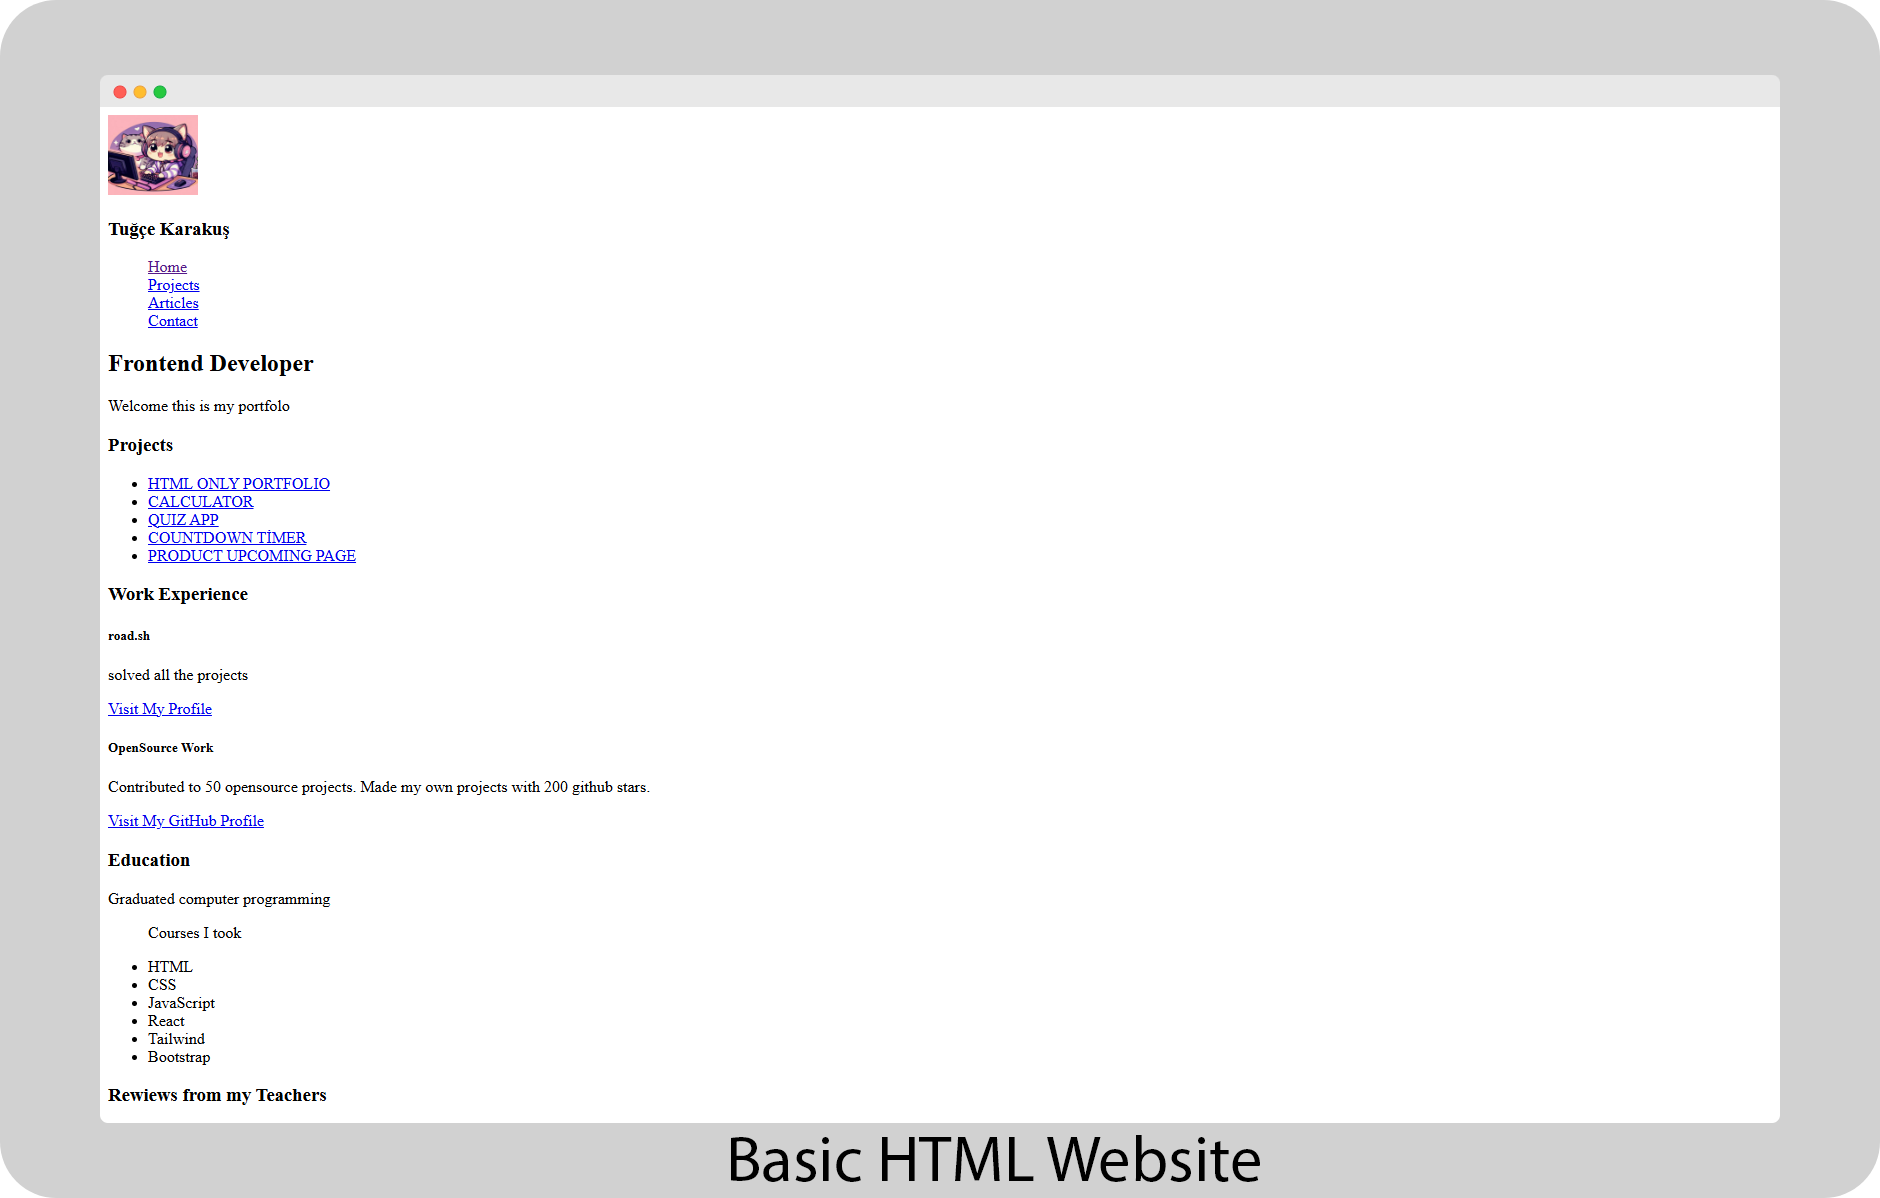 Tuğçe Karakuş
Home
Projects
Articles
Contact
Frontend Developer
Welcome this is my portfolo
Projects
HTML ONLY PORTFOLIO
CALCULATOR
QUIZ APP
COUNTDOWN TİMER
PRODUCT UPCOMING PAGE
Work Experience
road.sh
solved all the projects
Visit My Profile
OpenSource Work
Contributed to 50 opensource projects. Made my own projects with 200 github stars.
Visit My GitHub Profile
Education
Graduated computer programming
Courses I took
HTML
CSS
JavaScript
React
Tailwind
Bootstrap
Rewiews from my Teachers
Basic HTML Website